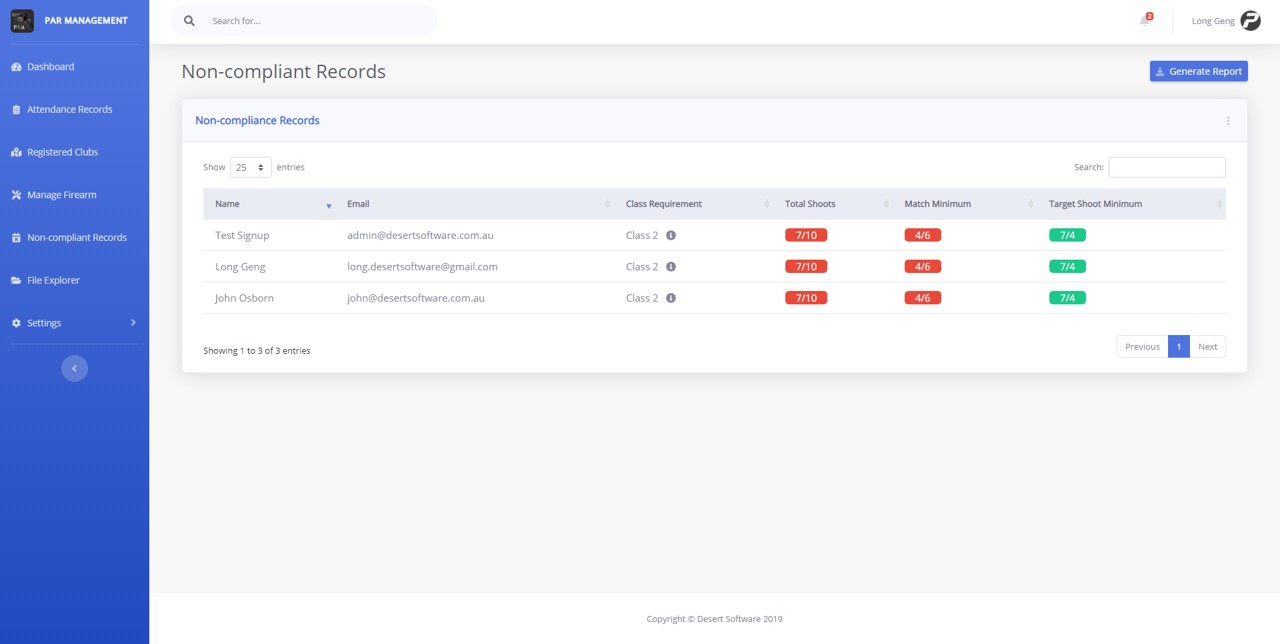 PAR MANAGEMENT
Dashboard
Attendance Records
Registered Clubs
Manage Firearm
Non-compliant Records
File Explorer
Settings
Search for...
2
Long Geng
Non-compliant Records
Generate Report
Non-compliance Records
Show 25 entries
Search:
Name Email Class Requirement Total Shoots Match Minimum Target Shoot Minimum
Test Signup admin@desertsoftware.com.au Class 2 7/10 4/6 7/4
Long Geng long.desertsoftware@gmail.com Class 2 7/10 4/6 7/4
John Osborn john@desertsoftware.com.au Class 2 7/10 4/6 7/4
Showing 1 to 3 of 3 entries
Previous 1 Next
Copyright © Desert Software 2019